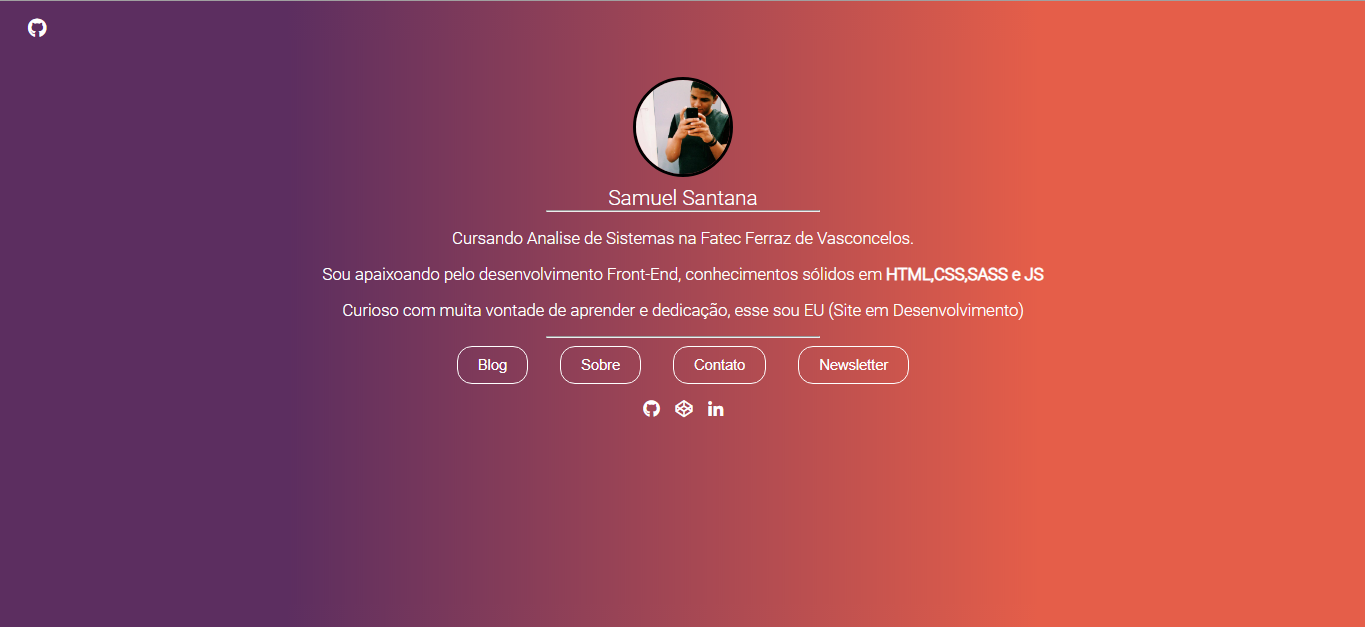 Samuel Santana
Cursando Analise de Sistemas na Fatec Ferraz de Vasconcelos.
Sou apaixoando pelo desenvolvimento Front-End, conhecimentos sólidos em HTML,CSS,SASS e JS
Curioso com muita vontade de aprender e dedicação, esse sou EU (Site em Desenvolvimento)
Blog Sobre Contato Newsletter